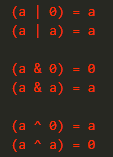 (a | 0) = a
(a | a) = a
(a & 0) = 0
(a & a) = a
(a ^ 0) = a
(a ^ a) = 0